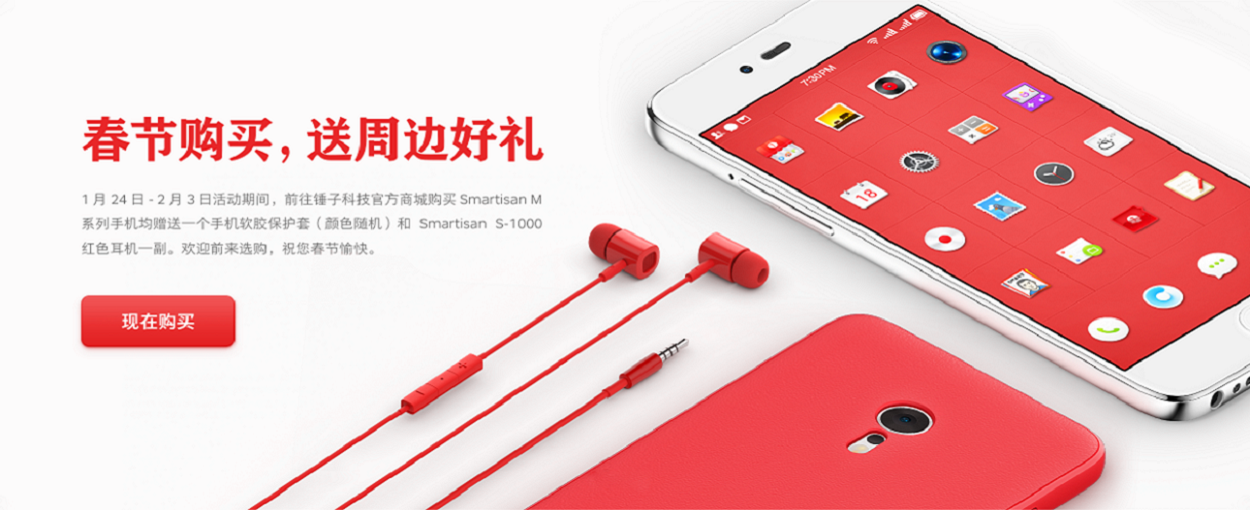 春节购买，送周边好礼
1 月 24 日 - 2 月 3 日活动期间，前往锤子科技官方商城购买 Smartisan M
系列手机均赠送一个手机软胶保护套（颜色随机）和 Smartisan S-1000
红色耳机一副。欢迎前来选购，祝您春节愉快。
现在购买
7:30PM
18